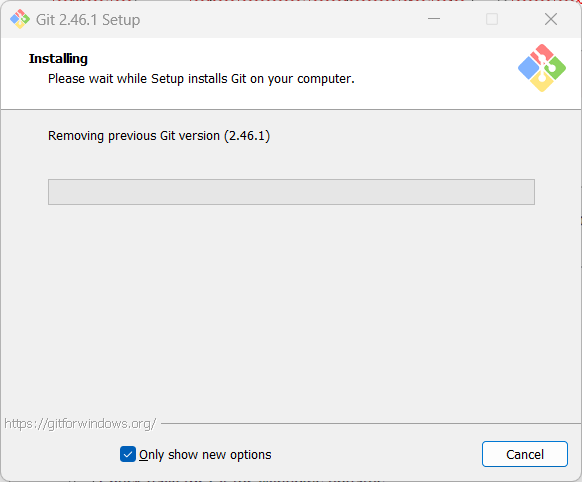 Git 2.46.1 Setup
Installing
Please wait while Setup installs Git on your computer.
Removing previous Git version (2.46.1)
https://gitforwindows.org/
Only show new options
Cancel